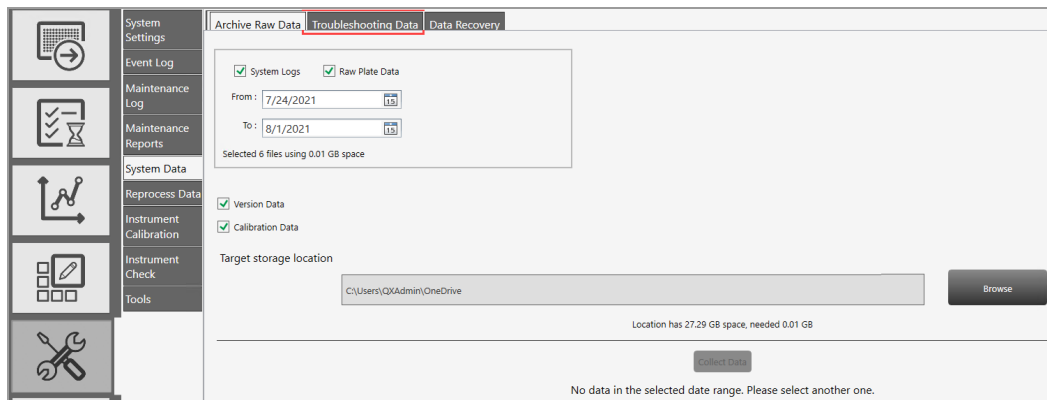 System
Settings
Event Log
Maintenance
Log
Maintenance
Reports
System Data
Reprocess Data
Instrument
Calibration
Instrument
Check
Tools
Archive Raw Data
Troubleshooting Data
Data Recovery
System Logs
Raw Plate Data
From :
7/24/2021
15
To :
8/1/2021
15
Selected 6 files using 0.01 GB space
Version Data
Calibration Data
Target storage location
C:\Users\QXAdmin\OneDrive
Browse
Location has 27.29 GB space, needed 0.01 GB
Collect Data
No data in the selected date range. Please select another one.